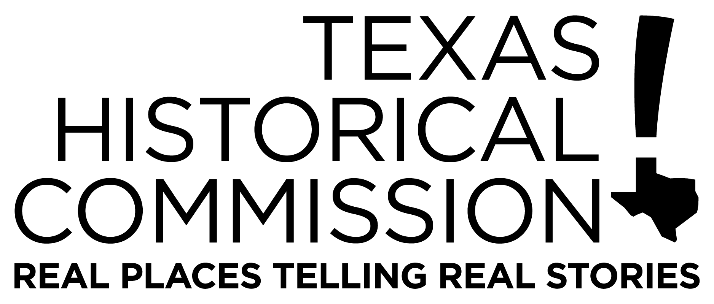 TEXAS
HISTORICAL
COMMISSION!
REAL PLACES TELLING REAL STORIES